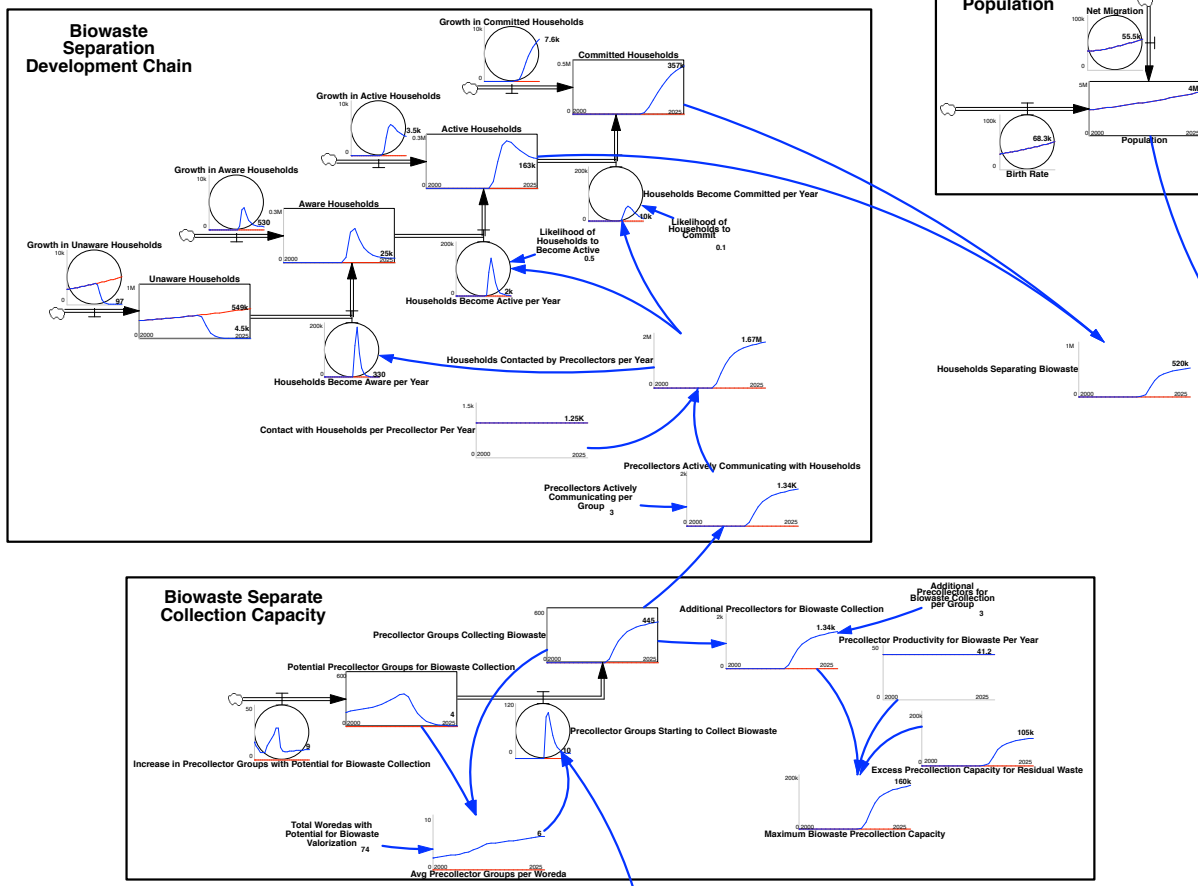 Biowaste
Separation
Development Chain
Growth in Committed Households
10k
7.6k
0
Committed Households
0.5M
357k
0 2000
2025
Growth in Active Households
10k
3.5k
0
Active Households
0.3M
163k
0 2000
2025
200k
0
10k
Households Become Committed per Year
Likelihood of
Households to
Commit
0.1
Growth in Aware Households
10k
530
0
Aware Households
0.3M
25k
0 2000
2025
Likelihood of
Households to
Become Active
0.5
200k
0
2k
Households Become Active per Year
Growth in Unaware Households
10k
0
97
Unaware Households
1M
549k
4.5k
0 2000
2025
200k
0
330
Households Become Aware per Year
Households Contacted by Precollectors per Year
2M
1.67M
0 2000
2025
Contact with Households per Precollector Per Year
1.5k
1.25K
0 2000
2025
Precollectors Actively Communicating with Households
2k
1.34K
0 2000
2025
Precollectors Actively
Communicating per
Group
3
Population
Net Migration
100k
55.5k
0
5M
4M
0 2000
2025
Population
100k
68.3k
0
Birth Rate
Households Separating Biowaste
1M
520k
0 2000
2025
Biowaste Separate
Collection Capacity
Precollector Groups Collecting Biowaste
600
445
0 2000
2025
Additional Precollectors for Biowaste Collection
2k
1.34k
0 2000
2025
Additional
Precollectors for
Biowaste Collection
per Group
3
Precollector Productivity for Biowaste Per Year
50
41.2
0 2000
2025
Potential Precollector Groups for Biowaste Collection
600
4
0 2000
2025
50
0
9
Increase in Precollector Groups with Potential for Biowaste Collection
120
0
10
Precollector Groups Starting to Collect Biowaste
200k
105k
0 2000
2025
Excess Precollection Capacity for Residual Waste
200k
160k
0 2000
2025
Maximum Biowaste Precollection Capacity
Total Woredas with
Potential for Biowaste
Valorization
74
10
6
0 2000
2025
Avg Precollector Groups per Woreda